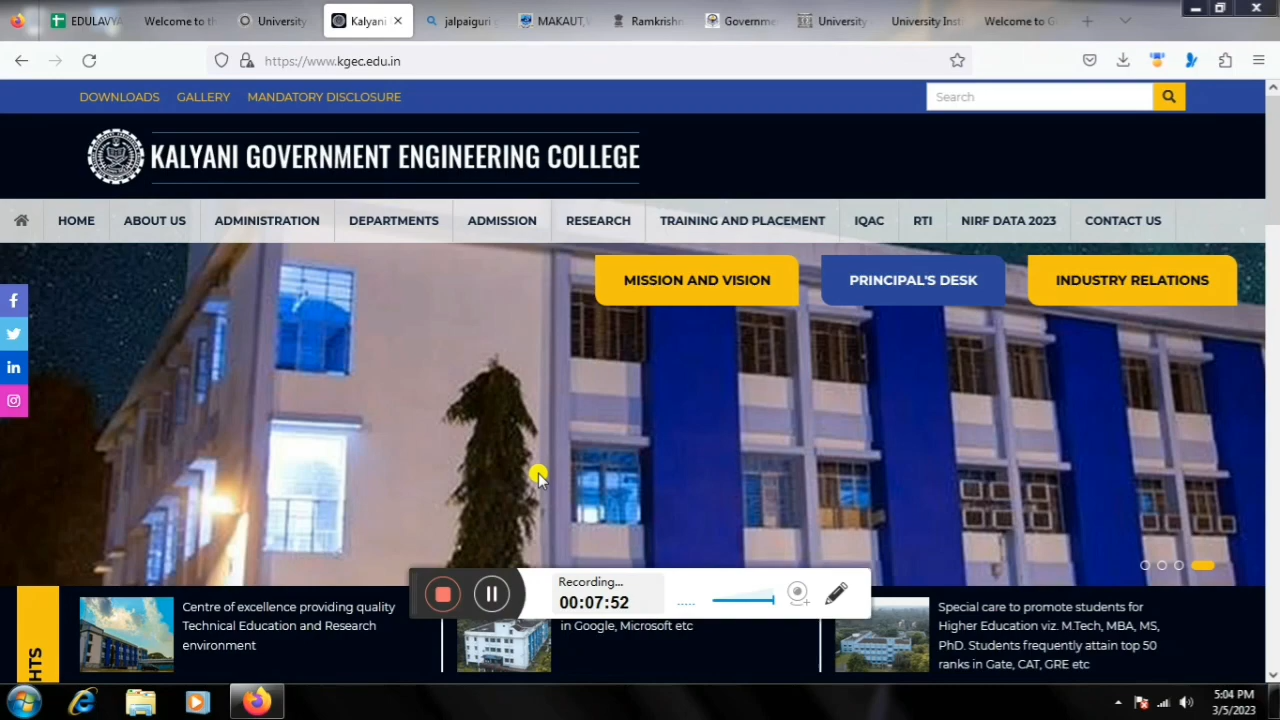 EDULAVYA
Welcome to th
University
Kalyani
jalpaiguri
MAKAUT,
Ramkrishn
Governme
University
University Inst
Welcome to G
https://www.kgec.edu.in
DOWNLOADS GALLERY MANDATORY DISCLOSURE
Search
KALYANI GOVERNMENT ENGINEERING COLLEGE
HOME ABOUT US ADMINISTRATION DEPARTMENTS ADMISSION RESEARCH TRAINING AND PLACEMENT IQAC RTI NIRF DATA 2023 CONTACT US
MISSION AND VISION
PRINCIPAL'S DESK
INDUSTRY RELATIONS
Recording...
00:07:52
HTS
Centre of excellence providing quality
Technical Education and Research
environment
in Google, Microsoft etc
Special care to promote students for
Higher Education viz. M.Tech, MBA, MS,
PhD. Students frequently attain top 50
ranks in Gate, CAT, GRE etc
5:04 PM
3/5/2023